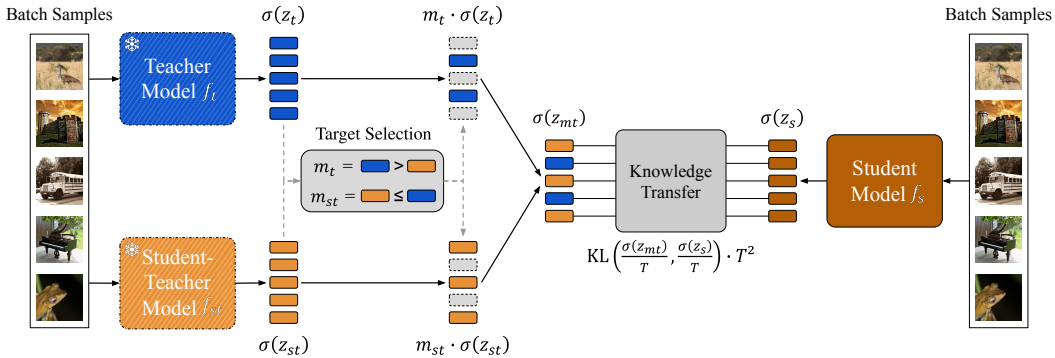 Batch Samples
Teacher
Model f_t
σ(z_t)
m_t · σ(z_t)
Target Selection
m_t = >
m_st = ≤
Student-
Teacher
Model f_st
σ(z_st)
m_st · σ(z_st)
σ(z_mt)
Knowledge
Transfer
KL(σ(z_mt)/T, σ(z_s)/T) · T²
σ(z_s)
Student
Model f_s
Batch Samples